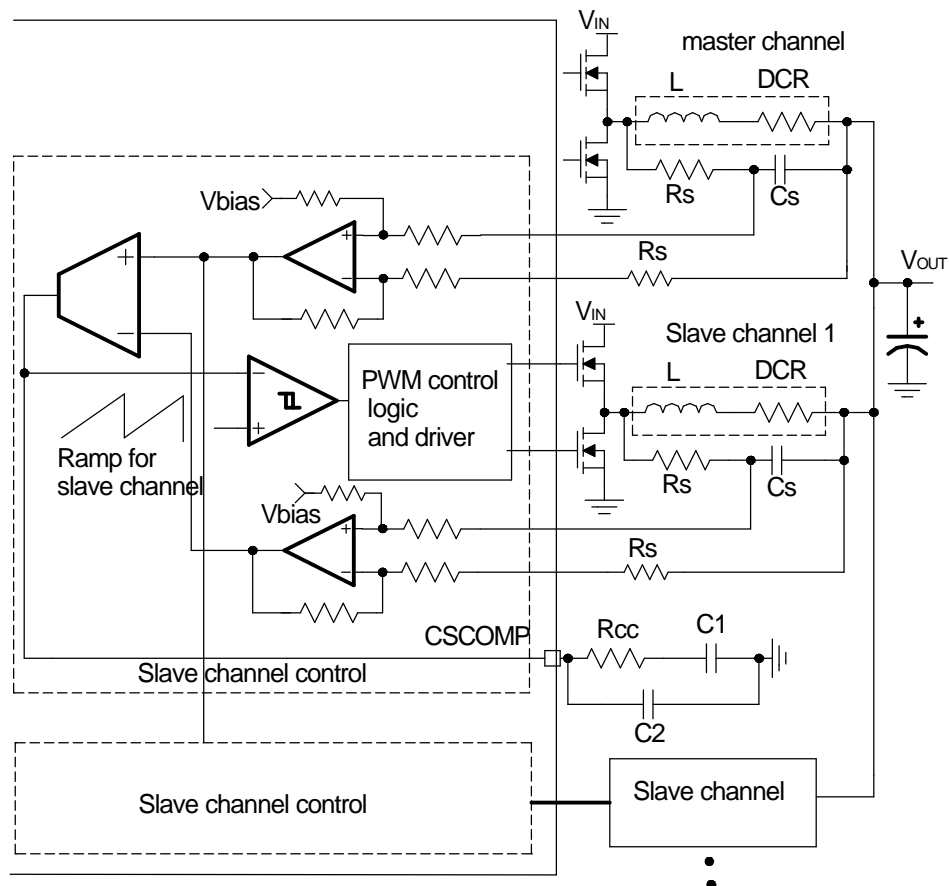 VIN
master channel
L DCR
Vbias
+
Rs Cs
+
−
Rs
VOUT
−
VIN
+
Slave channel 1
−
PWM control
logic
and driver
L DCR
+
Ramp for
slave channel
Rs Cs
Vbias
+
−
Rs
CSCOMP
Rcc C1
Slave channel control
C2
Slave channel control
Slave channel